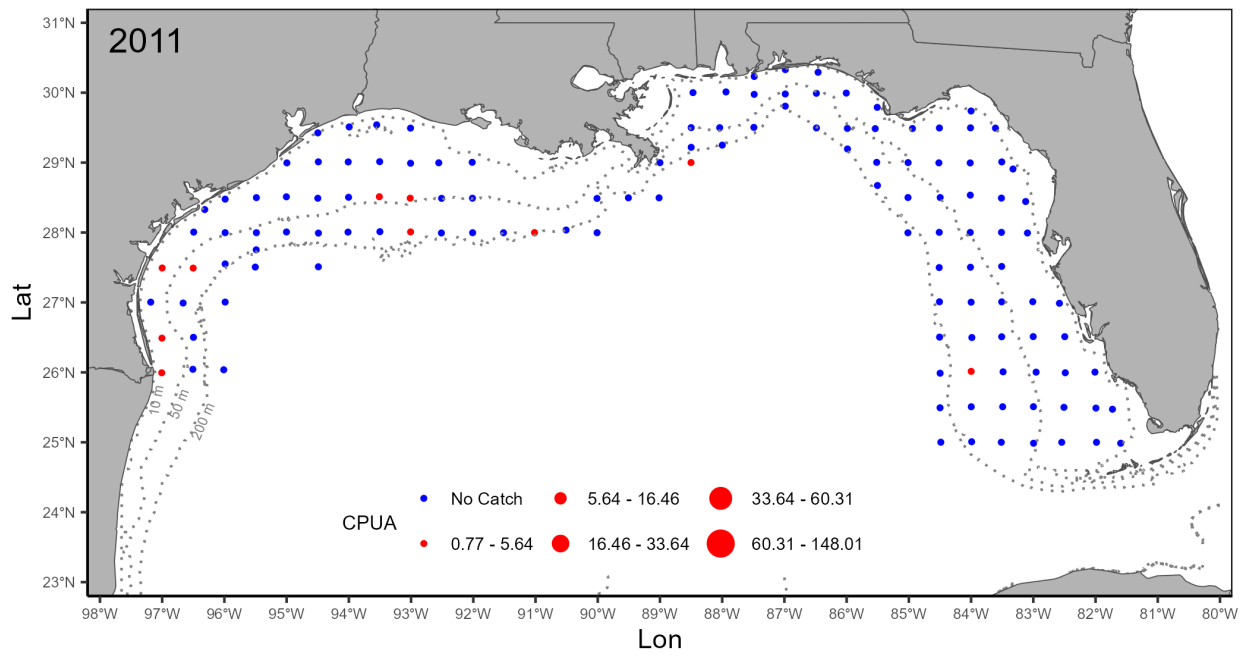 2011
31°N
30°N
29°N
28°N
27°N
26°N
25°N
24°N
23°N
Lat
10 m
50 m
200 m
CPUA
No Catch
5.64 - 16.46
33.64 - 60.31
0.77 - 5.64
16.46 - 33.64
60.31 - 148.01
98°W 97°W 96°W 95°W 94°W 93°W 92°W 91°W 90°W 89°W 88°W 87°W 86°W 85°W 84°W 83°W 82°W 81°W 80°W
Lon